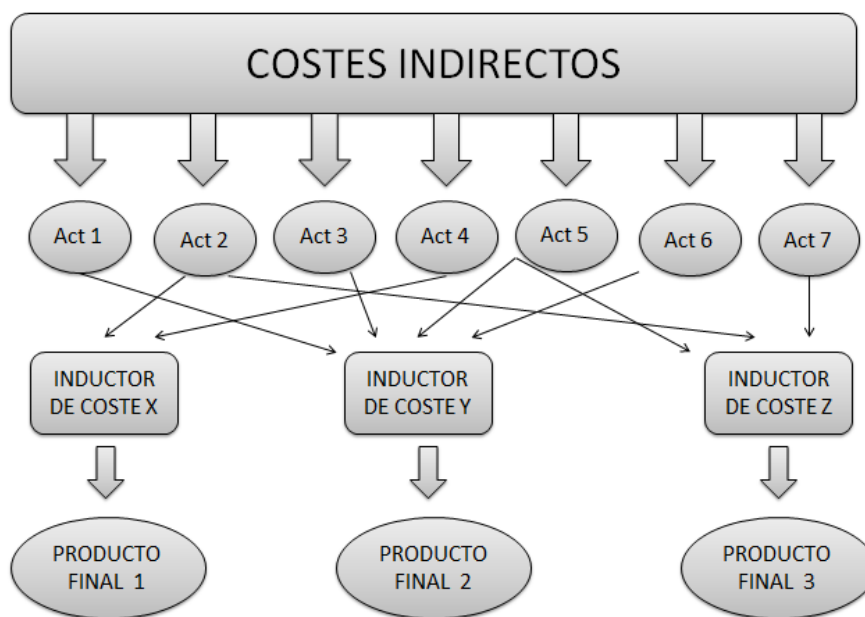 COSTES INDIRECTOS
Act 1
Act 2
Act 3
Act 4
Act 5
Act 6
Act 7
INDUCTOR
DE COSTE X
INDUCTOR
DE COSTE Y
INDUCTOR
DE COSTE Z
PRODUCTO
FINAL 1
PRODUCTO
FINAL 2
PRODUCTO
FINAL 3